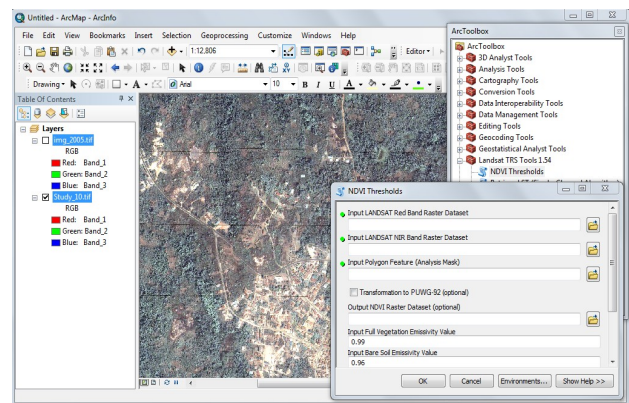 Untitled - ArcMap - ArcInfo
File Edit View Bookmarks Insert Selection Geoprocessing Customize Windows Help
1:12,806
Editor
Drawing
Arial
10
B I U A
Table Of Contents
Layers
img_2005.tif
RGB
Red: Band_1
Green: Band_2
Blue: Band_3
Study_10.tif
RGB
Red: Band_1
Green: Band_2
Blue: Band_3
ArcToolbox
ArcToolbox
3D Analyst Tools
Analysis Tools
Cartography Tools
Conversion Tools
Data Interoperability Tools
Data Management Tools
Editing Tools
Geocoding Tools
Geostatistical Analyst Tools
Landsat TRS Tools 1.54
NDVI Thresholds
NDVI Thresholds
Input LANDSAT Red Band Raster Dataset
Input LANDSAT NIR Band Raster Dataset
Input Polygon Feature (Analysis Mask)
Transformation to PUWG-92 (optional)
Output NDVI Raster Dataset (optional)
Input Full Vegetation Emissivity Value
0.99
Input Bare Soil Emissivity Value
0.96
OK Cancel Environments... Show Help >>